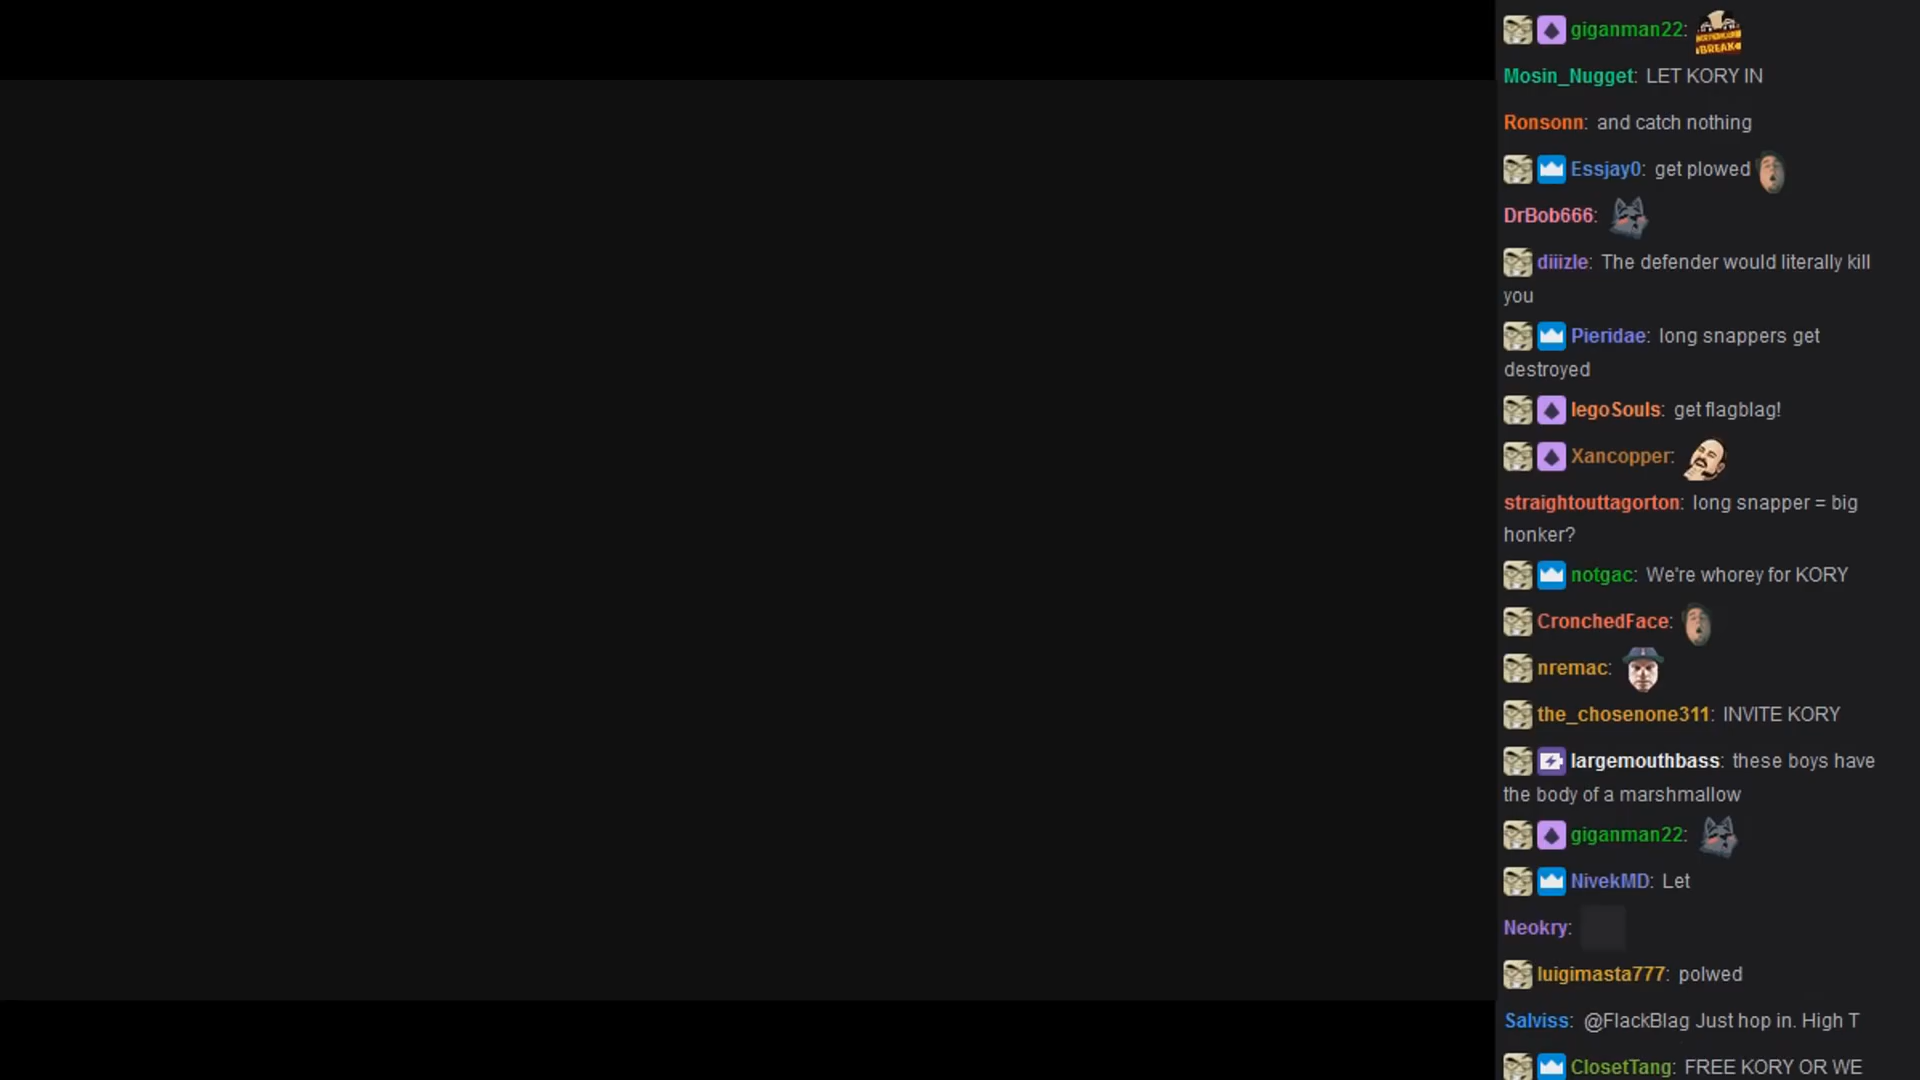 giganman22:
BREAK
Mosin_Nugget: LET KORY IN
Ronsonn: and catch nothing
Essjay0: get plowed
DrBob666:
diiizle: The defender would literally kill
you
Pieridae: long snappers get
destroyed
legoSouls: get flagblag!
Xancopper:
straightouttagorton: long snapper = big
honker?
notgac: We're whorey for KORY
CronchedFace:
nremac:
the_chosenone311: INVITE KORY
largemouthbass: these boys have
the body of a marshmallow
giganman22:
NivekMD: Let
Neokry:
luigimasta777: polwed
Salviss: @FlackBlag Just hop in. High T
ClosetTang: FREE KORY OR WE